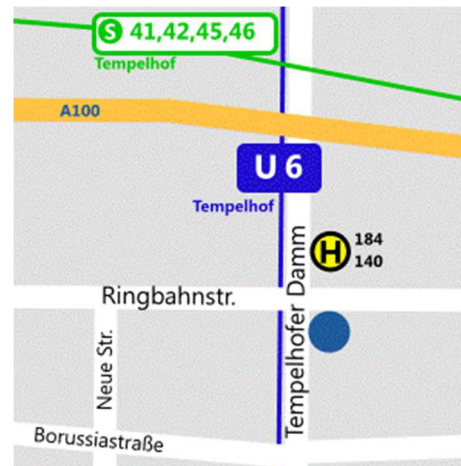 S 41,42,45,46
Tempelhof
A100
U 6
Tempelhof
H 184
140
Ringbahnstr.
Tempelhofer Damm
Neue Str.
Borussiastraße